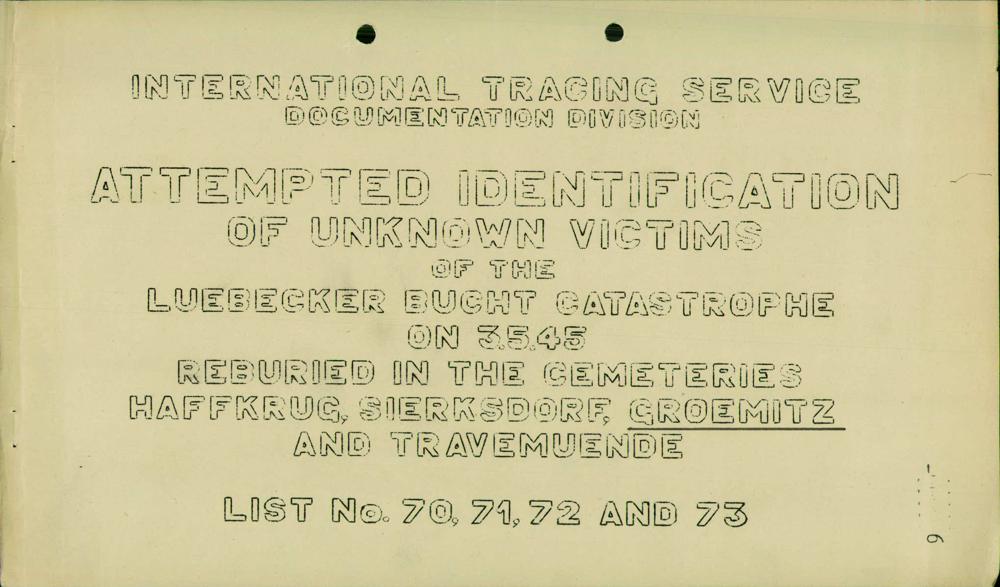 INTERNATIONAL TRACING SERVICE
DOCUMENTATION DIVISION
ATTEMPTED IDENTIFICATION
OF UNKNOWN VICTIMS
OF THE
LUEBECKER BUCHT CATASTROPHE
ON 3.5.45
REBURIED IN THE CEMETERIES
HAFFKRUG, SIERKSDORF, GROEMITZ
AND TRAVEMUENDE
LIST No. 70, 71, 72 AND 73